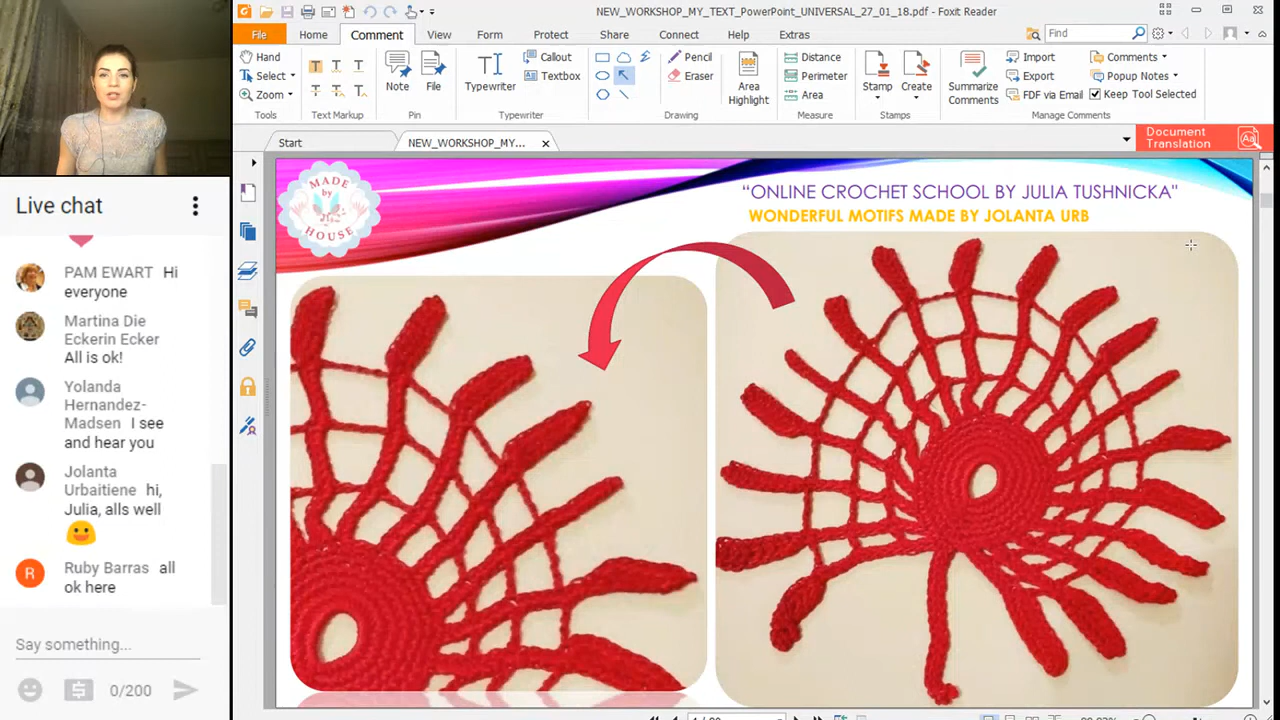 NEW_WORKSHOP_MY_TEXT_PowerPoint_UNIVERSAL_27_01_18.pdf - Foxit Reader
File
Home
Comment
View
Form
Protect
Share
Connect
Help
Extras
Find
Hand
Select
Zoom
Tools
Text Markup
Note
File
Pin
Typewriter
Callout
Textbox
Typewriter
Pencil
Eraser
Area
Highlight
Drawing
Distance
Perimeter
Area
Measure
Stamp
Create
Stamps
Summarize
Comments
Import
Export
FDF via Email
Comments
Popup Notes
Keep Tool Selected
Manage Comments
Start
NEW_WORKSHOP_MY...
Document
Translation
Live chat
PAM EWART Hi
everyone
Martina Die
Eckerin Ecker
All is ok!
Yolanda
Hernandez-
Madsen I see
and hear you
Jolanta
Urbaitiene hi,
Julia, alls well
R
Ruby Barras all
ok here
Say something...
0/200
MADE
by
HOUSE
"ONLINE CROCHET SCHOOL BY JULIA TUSHNICKA"
WONDERFUL MOTIFS MADE BY JOLANTA URB